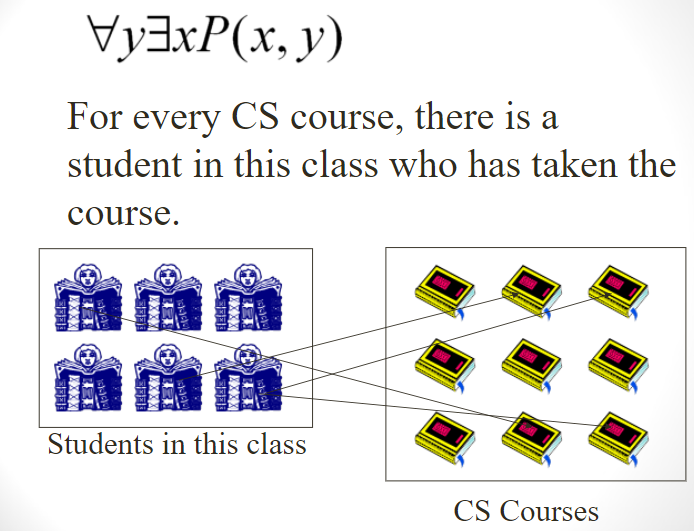 ∀y∃xP(x, y)
For every CS course, there is a
student in this class who has taken the
course.
Students in this class
CS Courses